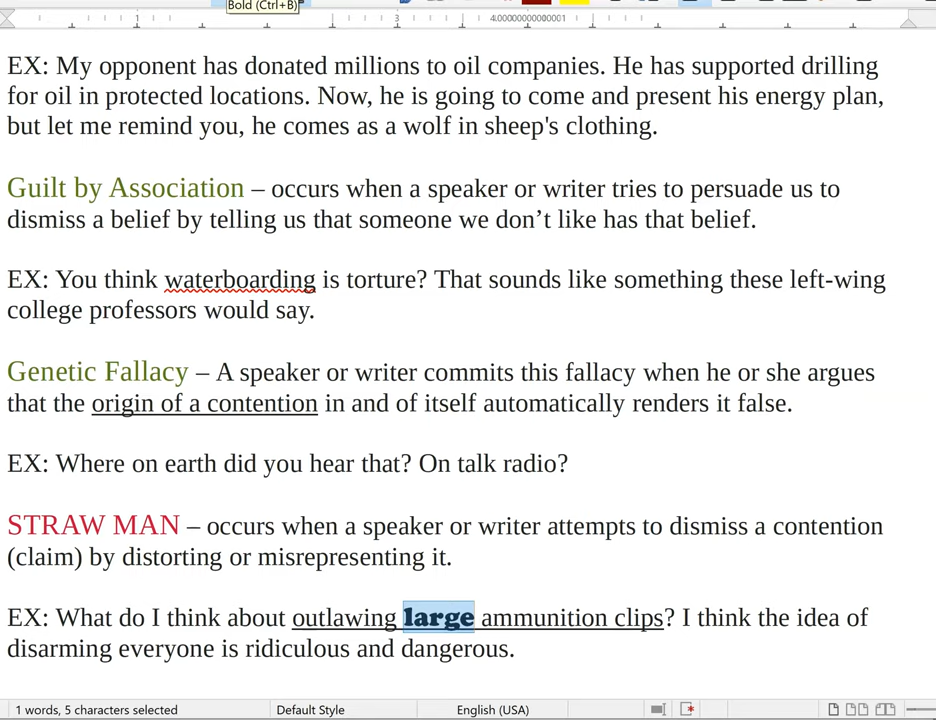 Bold (Ctrl+B)
1 3 4.00000000000001
EX: My opponent has donated millions to oil companies. He has supported drilling
for oil in protected locations. Now, he is going to come and present his energy plan,
but let me remind you, he comes as a wolf in sheep's clothing.
Guilt by Association – occurs when a speaker or writer tries to persuade us to
dismiss a belief by telling us that someone we don’t like has that belief.
EX: You think waterboarding is torture? That sounds like something these left-wing
college professors would say.
Genetic Fallacy – A speaker or writer commits this fallacy when he or she argues
that the origin of a contention in and of itself automatically renders it false.
EX: Where on earth did you hear that? On talk radio?
STRAW MAN – occurs when a speaker or writer attempts to dismiss a contention
(claim) by distorting or misrepresenting it.
EX: What do I think about outlawing large ammunition clips? I think the idea of
disarming everyone is ridiculous and dangerous.
1 words, 5 characters selected Default Style English (USA)